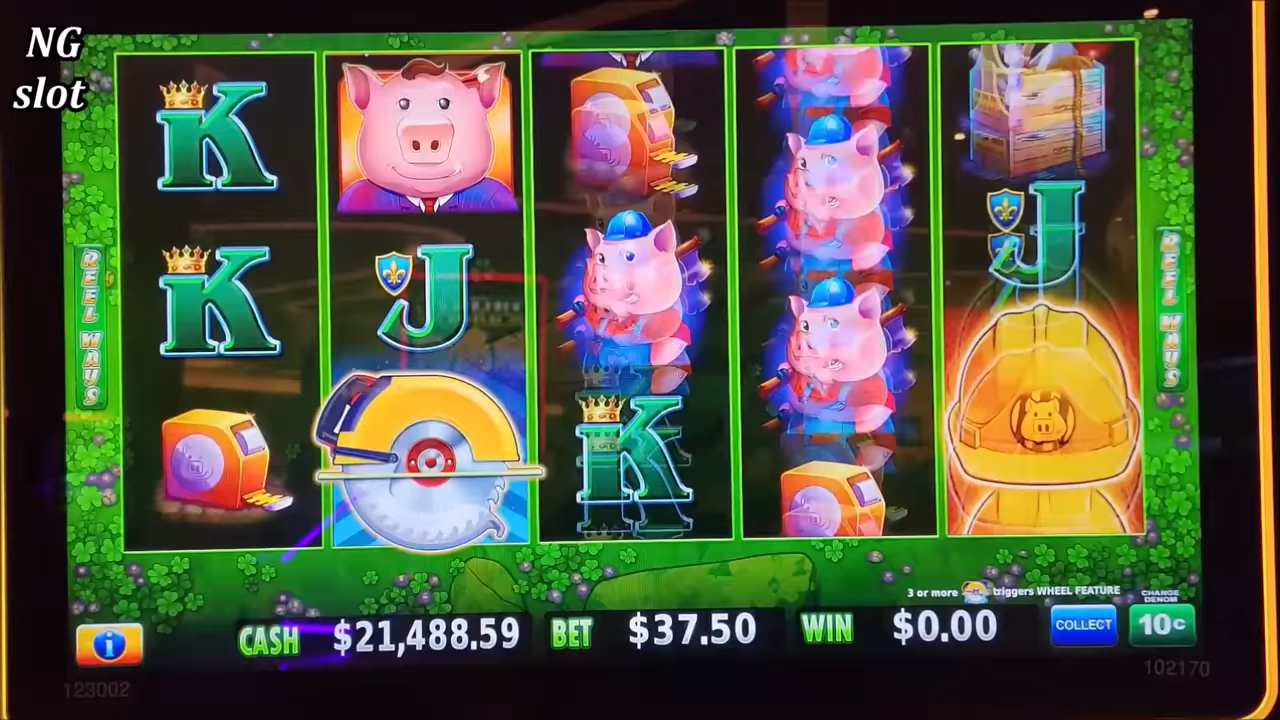 NG
slot
K
K
J
K
J
REEL WAYS
REEL WAYS
3 or more triggers WHEEL FEATURE
CHANGE
DENOM
i
CASH $21,488.59 BET $37.50 WIN $0.00
COLLECT
10¢
123002
102170